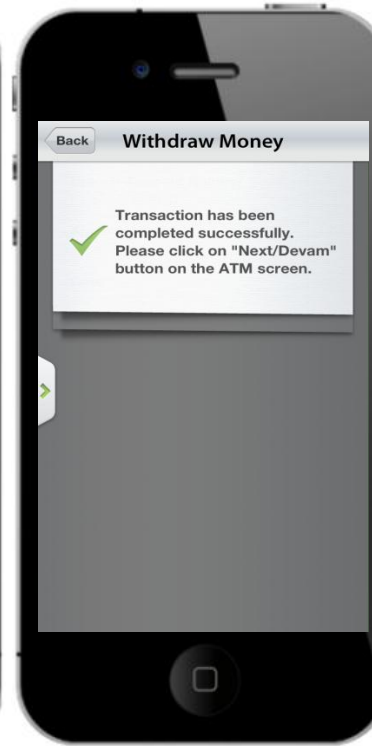 Back
Withdraw Money
Transaction has been
completed successfully.
Please click on "Next/Devam"
button on the ATM screen.